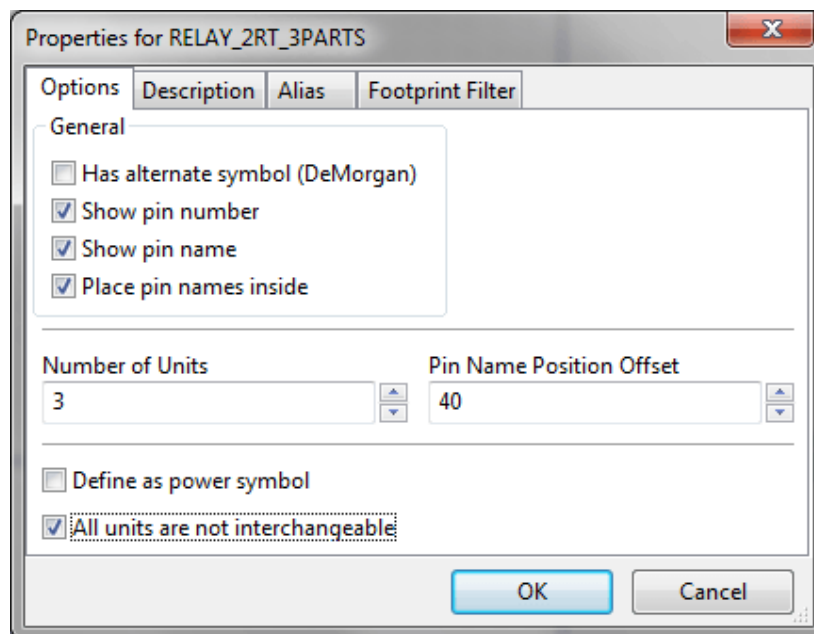 Properties for RELAY_2RT_3PARTS
Options Description Alias Footprint Filter
General
Has alternate symbol (DeMorgan)
Show pin number
Show pin name
Place pin names inside
Number of Units Pin Name Position Offset
3 40
Define as power symbol
All units are not interchangeable
OK Cancel